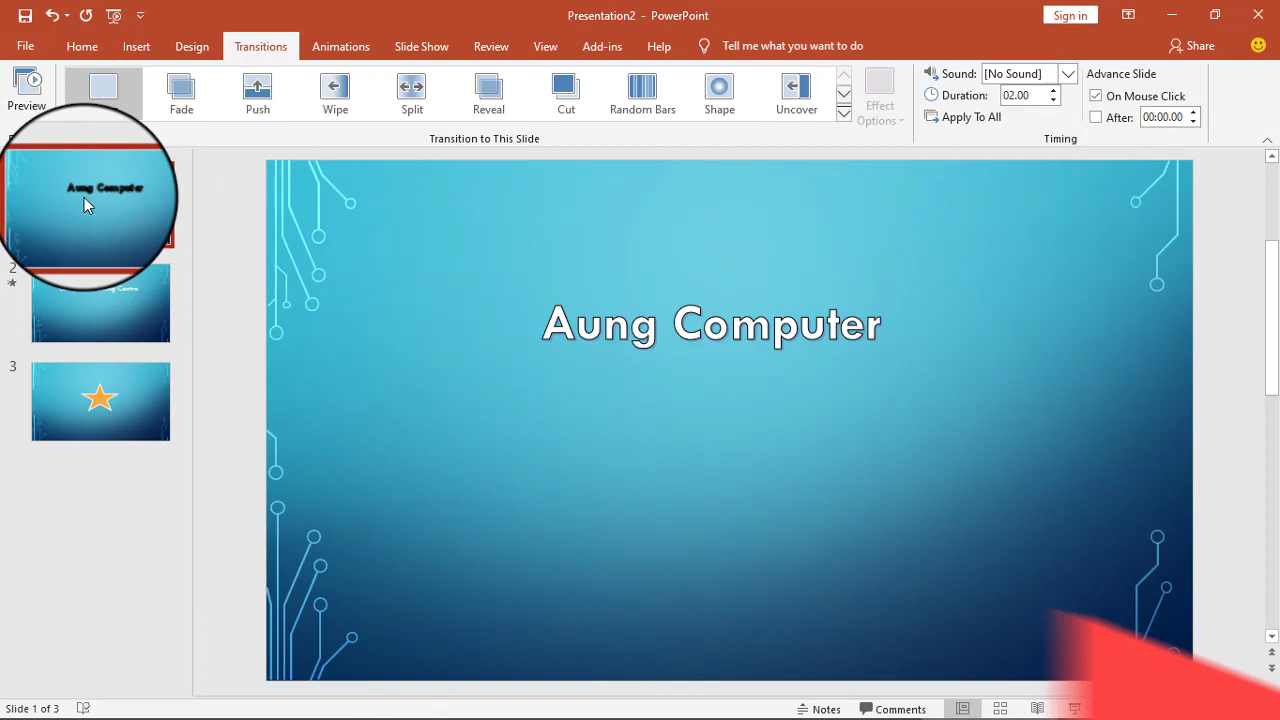 Presentation2 - PowerPoint
Sign in
File Home Insert Design Transitions Animations Slide Show Review View Add-ins Help Tell me what you want to do Share
Preview Fade Push Wipe Split Reveal Cut Random Bars Shape Uncover Effect Options
Sound: [No Sound]
Duration: 02.00
Apply To All
Advance Slide
On Mouse Click
After: 00:00.00
Transition to This Slide
Timing
Aung Computer
2
3
Aung Computer
Slide 1 of 3
Notes Comments